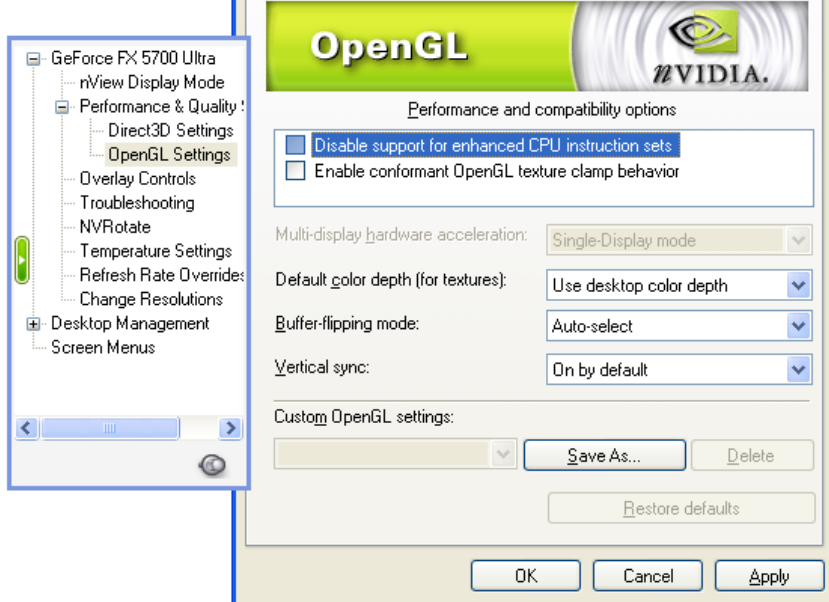 GeForce FX 5700 Ultra
nView Display Mode
Performance & Quality
Direct3D Settings
OpenGL Settings
Overlay Controls
Troubleshooting
NVRotate
Temperature Settings
Refresh Rate Overrides
Change Resolutions
Desktop Management
Screen Menus
OpenGL
nVIDIA.
Performance and compatibility options
Disable support for enhanced CPU instruction sets
Enable conformant OpenGL texture clamp behavior
Multi-display hardware acceleration:
Single-Display mode
Default color depth (for textures):
Use desktop color depth
Buffer-flipping mode:
Auto-select
Vertical sync:
On by default
Custom OpenGL settings:
Save As...
Delete
Restore defaults
OK
Cancel
Apply